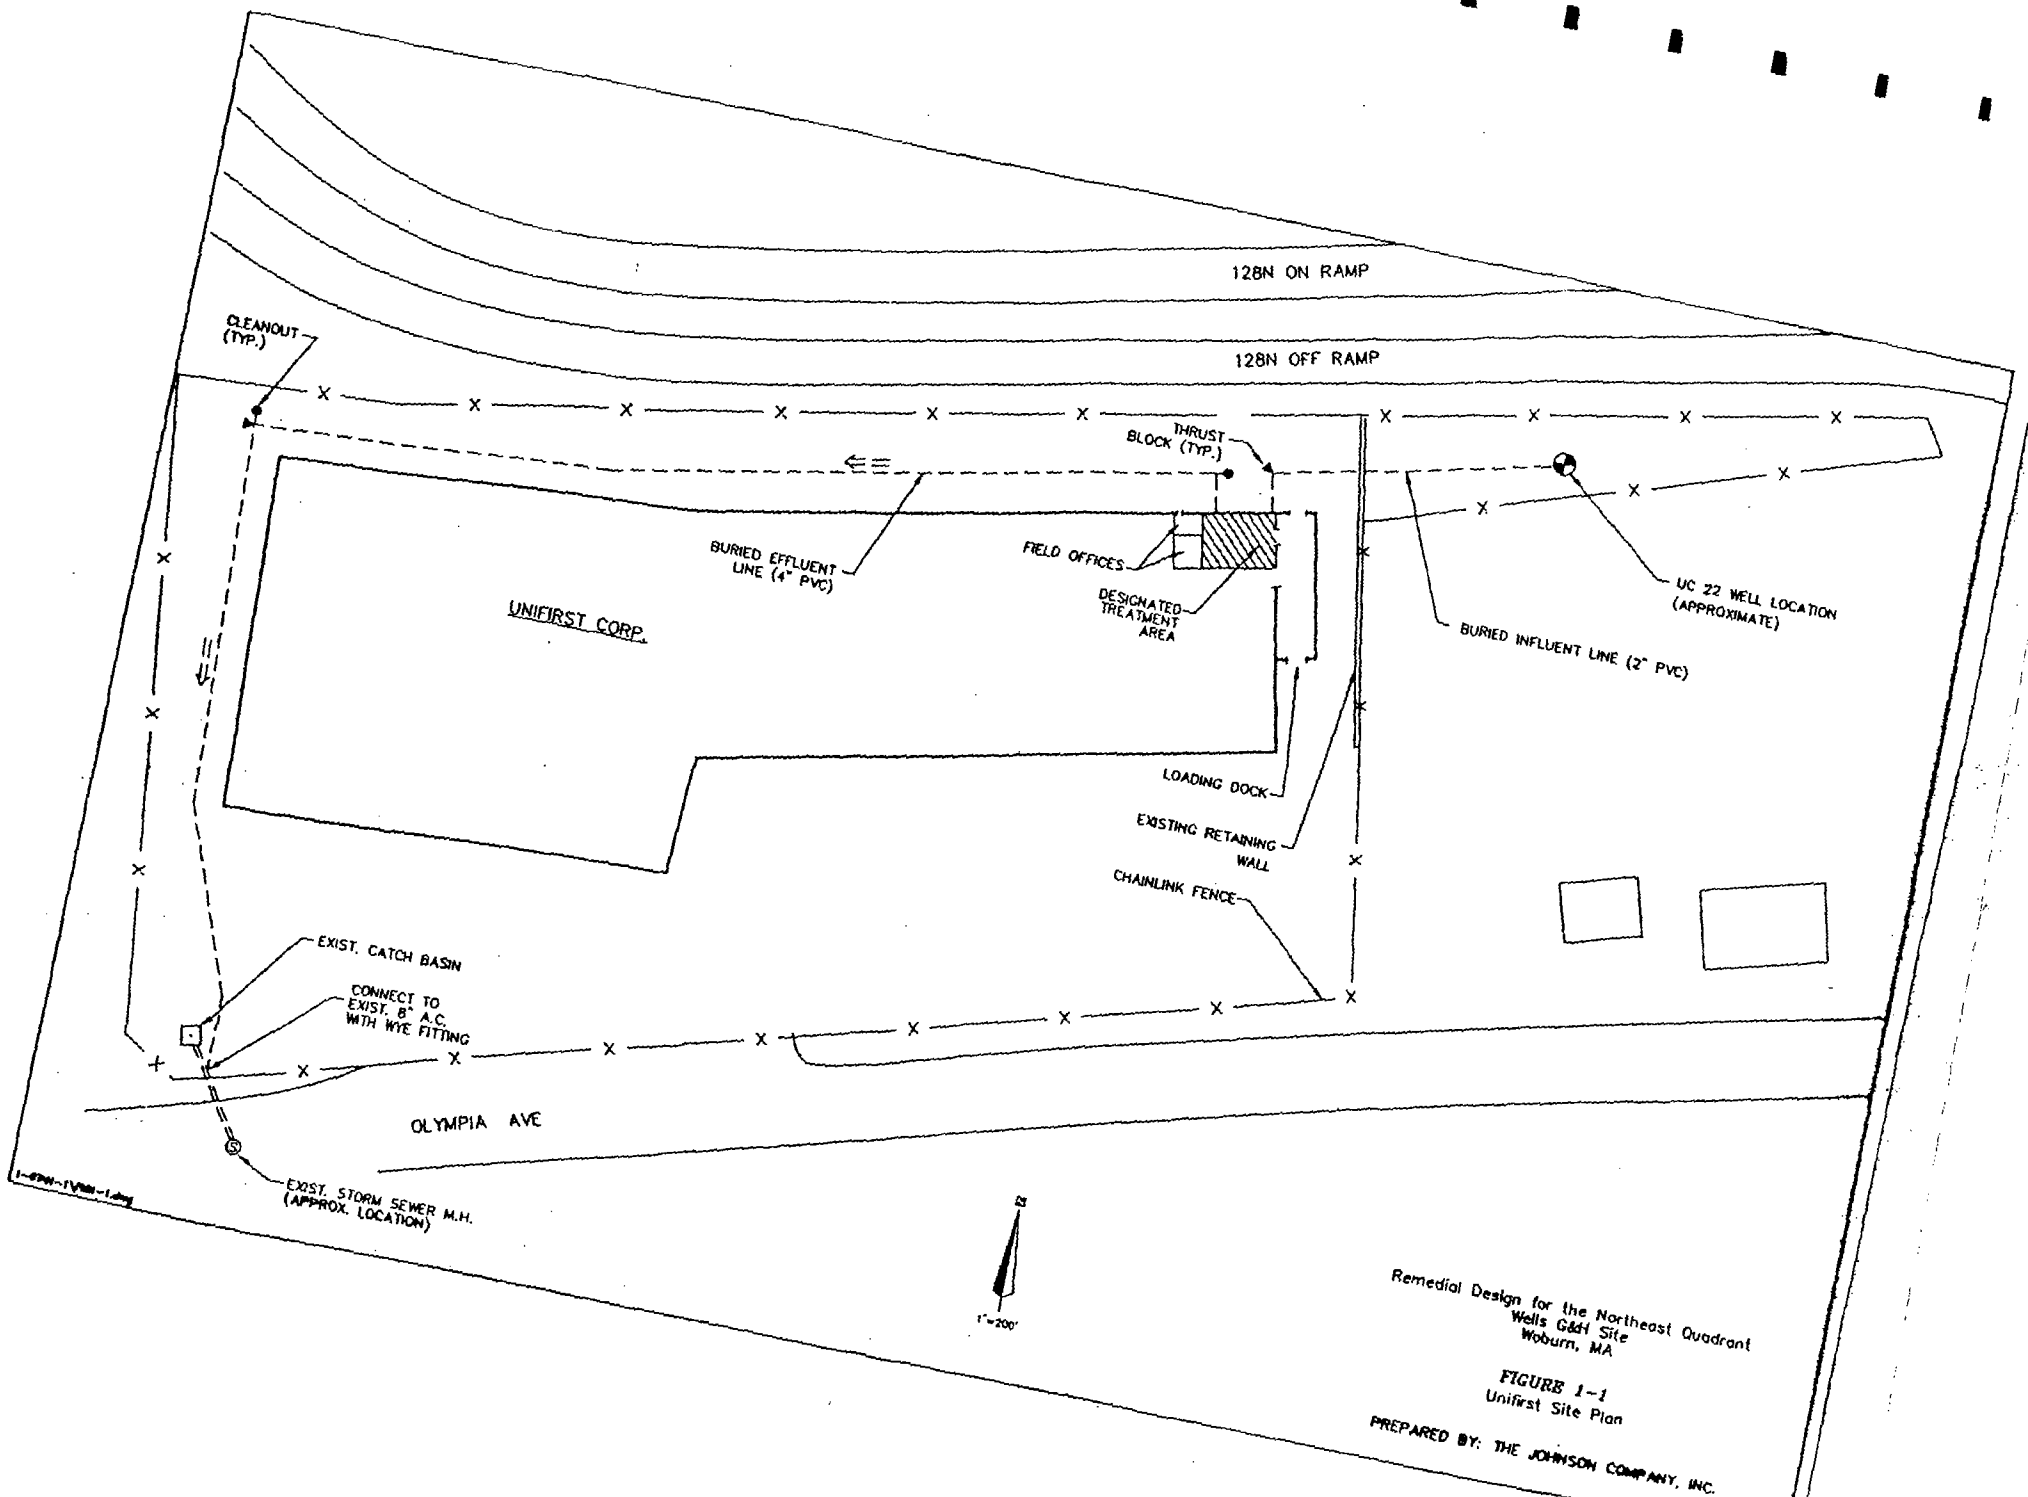 128N ON RAMP
128N OFF RAMP
CLEANOUT
(TYP.)
THRUST
BLOCK (TYP.)
BURIED EFFLUENT
LINE (4" PVC)
FIELD OFFICES
DESIGNATED
TREATMENT
AREA
UC 22 WELL LOCATION
(APPROXIMATE)
BURIED INFLUENT LINE (2" PVC)
UNIFIRST CORP.
LOADING DOCK
EXISTING RETAINING
WALL
CHAINLINK FENCE
EXIST. CATCH BASIN
CONNECT TO
EXIST. 8" A.C.
WITH WYE FITTING
OLYMPIA AVE
S
EXIST. STORM SEWER M.H.
(APPROX. LOCATION)
N
1"=200'
Remedial Design for the Northeast Quadrant
Wells G&H Site
Woburn, MA
FIGURE 1-1
Unifirst Site Plan
PREPARED BY: THE JOHNSON COMPANY, INC.